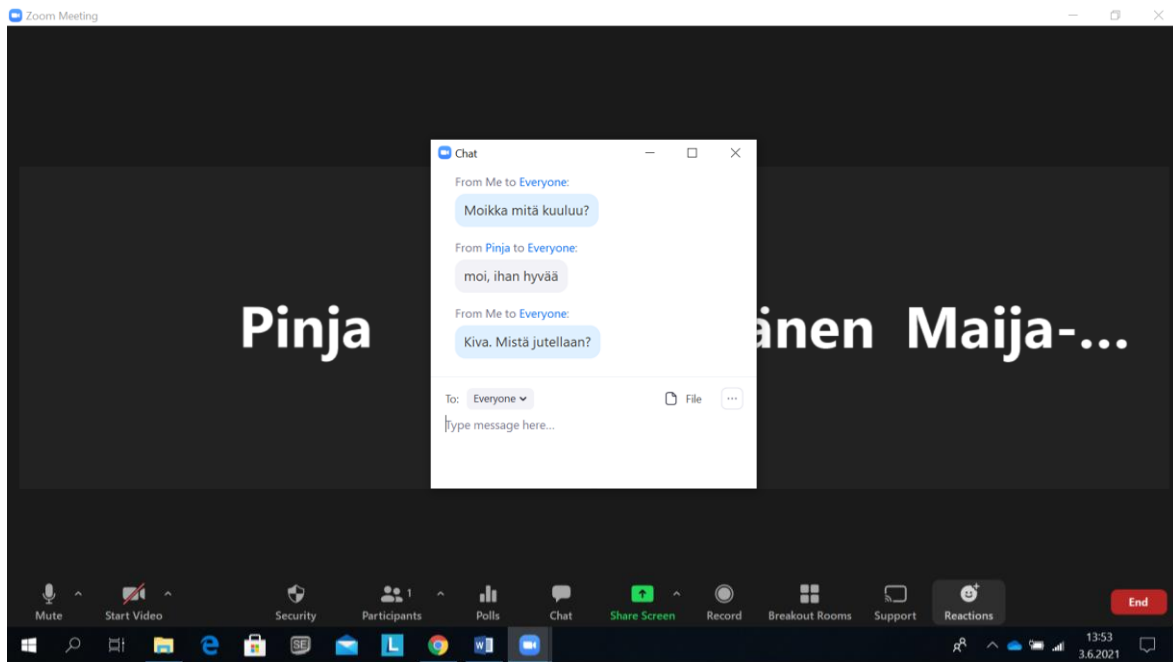 Zoom Meeting
Chat
From Me to Everyone:
Moikka mitä kuuluu?
From Pinja to Everyone:
moi, ihan hyvää
From Me to Everyone:
Kiva. Mistä jutellaan?
Pinja
änen Maija-...
To: Everyone
File
Type message here...
1
Mute
Start Video
Security
Participants
Polls
Chat
Share Screen
Record
Breakout Rooms
Support
Reactions
End
SE
L
W
13:53
3.6.2021